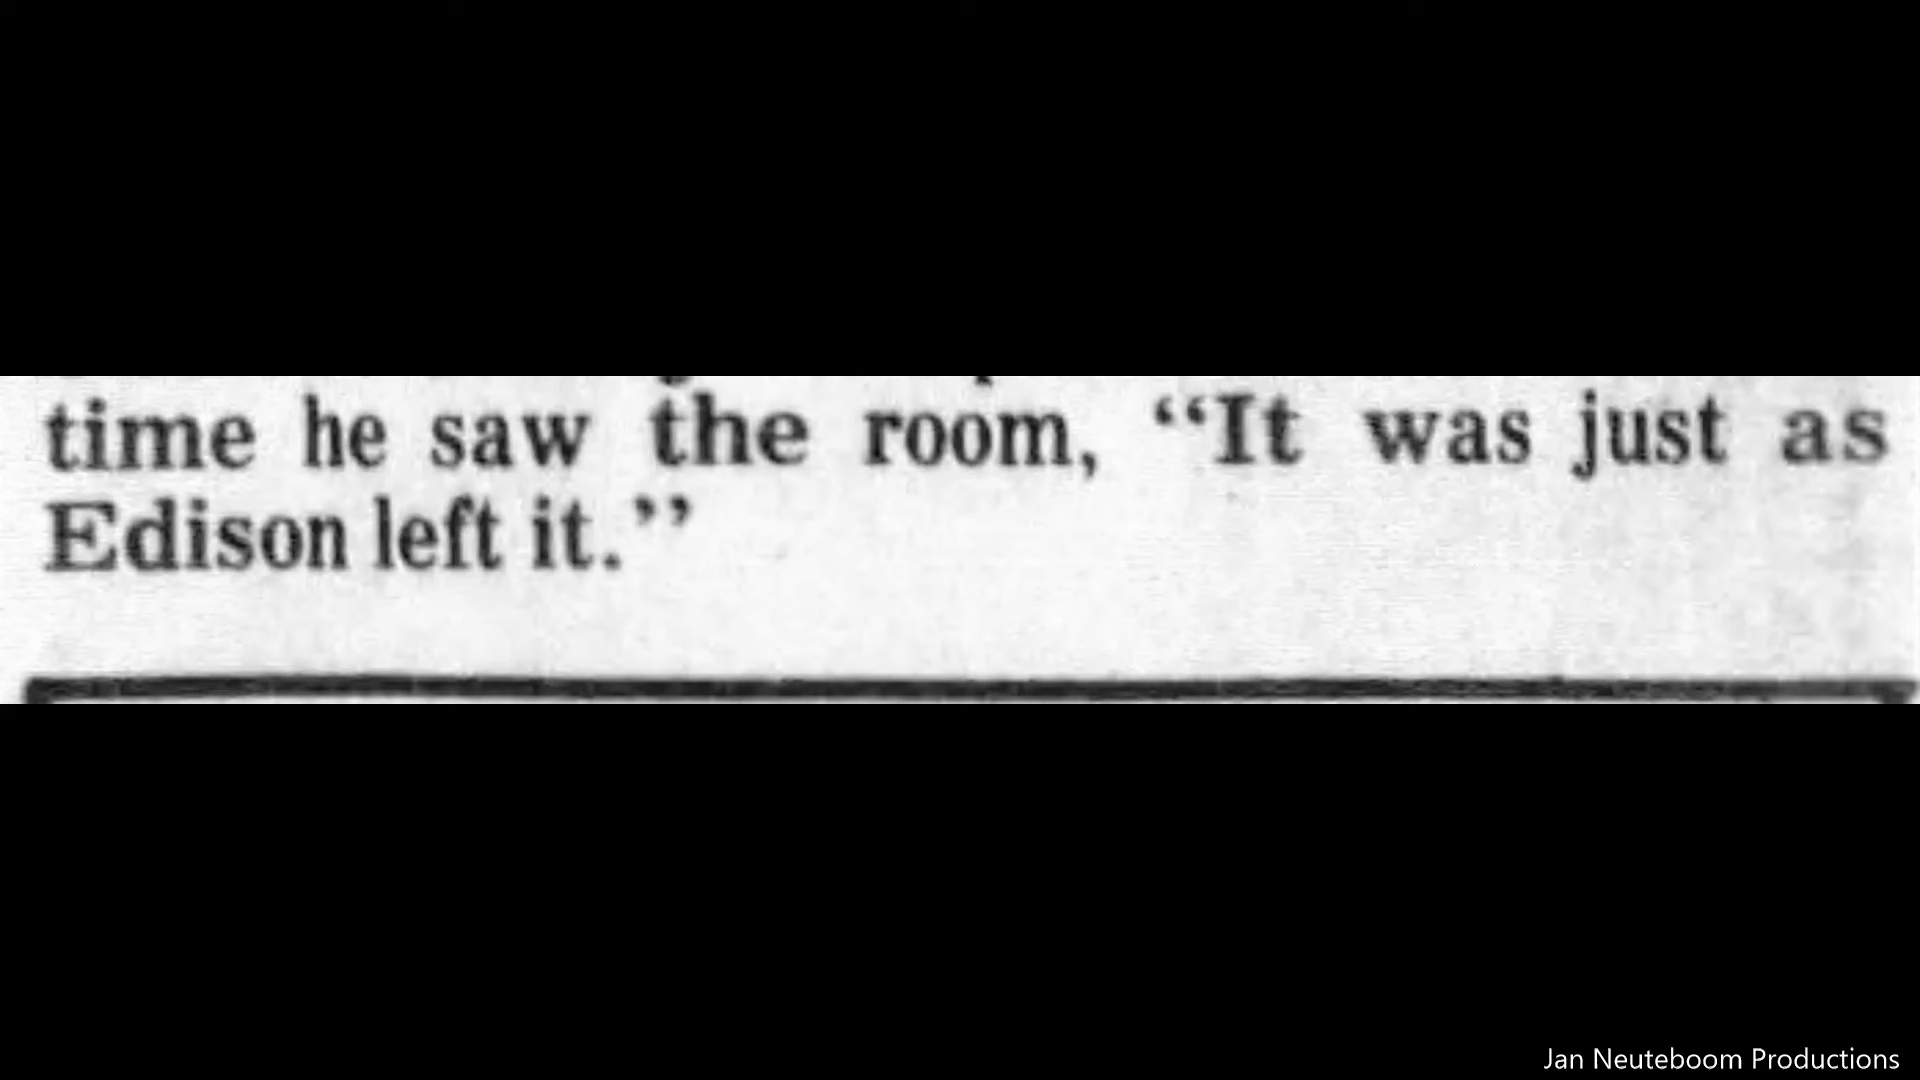 time he saw the room, “It was just as
Edison left it.”
Jan Neuteboom Productions